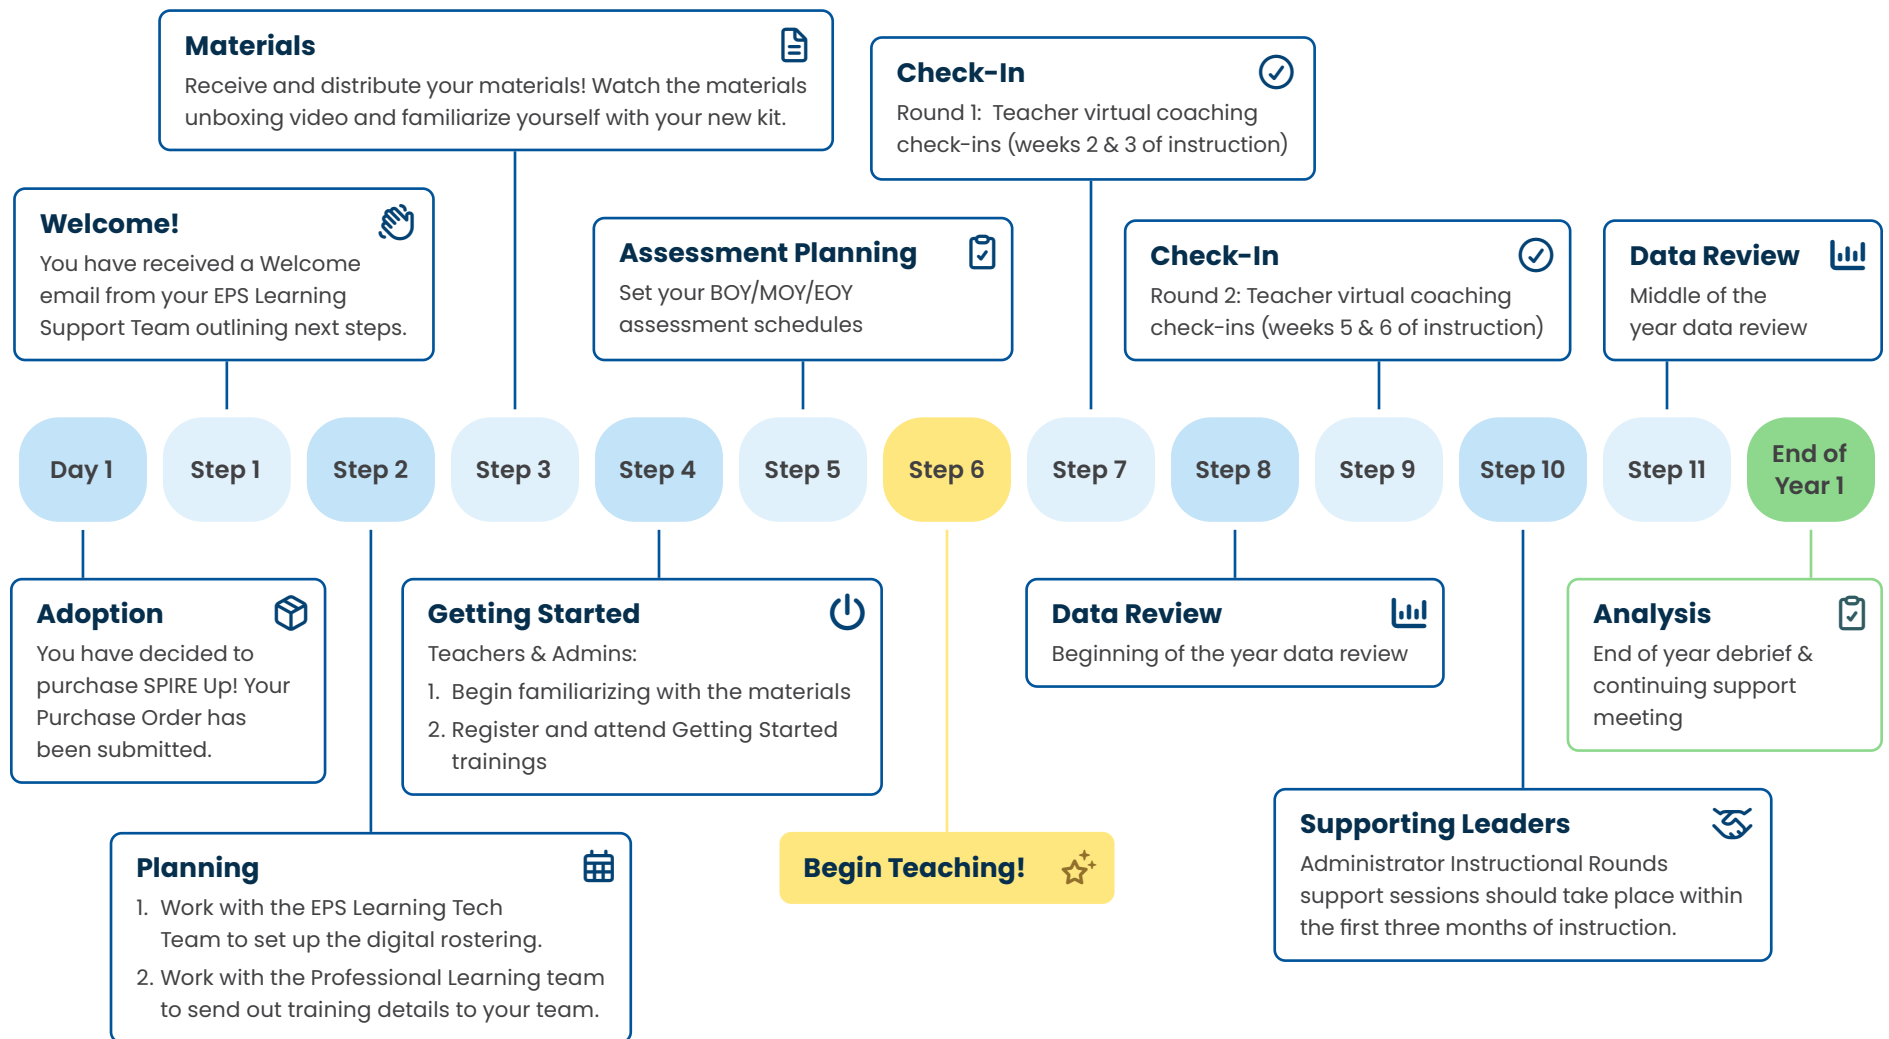 Materials
Receive and distribute your materials! Watch the materials
unboxing video and familiarize yourself with your new kit.
Check-In
Round 1:  Teacher virtual coaching
check-ins (weeks 2 & 3 of instruction)
Welcome!
You have received a Welcome
email from your EPS Learning
Support Team outlining next steps.
Assessment Planning
Set your BOY/MOY/EOY
assessment schedules
Check-In
Round 2: Teacher virtual coaching
check-ins (weeks 5 & 6 of instruction)
Data Review
Middle of the
year data review
Day 1
Step 1
Step 2
Step 3
Step 4
Step 5
Step 6
Step 7
Step 8
Step 9
Step 10
Step 11
End of
Year 1
Adoption
You have decided to
purchase SPIRE Up! Your
Purchase Order has
been submitted.
Getting Started
Teachers & Admins:
1. Begin familiarizing with the materials
2. Register and attend Getting Started
trainings
Data Review
Beginning of the year data review
Analysis
End of year debrief &
continuing support
meeting
Planning
1. Work with the EPS Learning Tech
Team to set up the digital rostering.
2. Work with the Professional Learning team
to send out training details to your team.
Begin Teaching!
Supporting Leaders
Administrator Instructional Rounds
support sessions should take place within
the first three months of instruction.